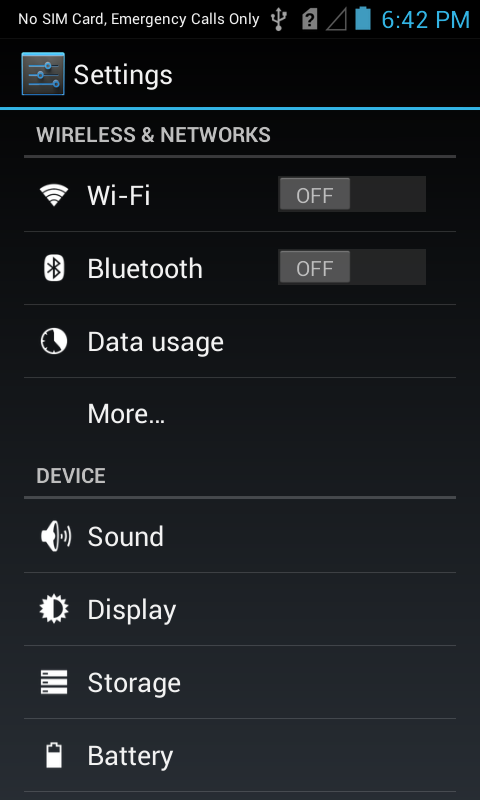 No SIM Card, Emergency Calls Only 6:42 PM
Settings
WIRELESS & NETWORKS
Wi-Fi OFF
Bluetooth OFF
Data usage
More...
DEVICE
Sound
Display
Storage
Battery